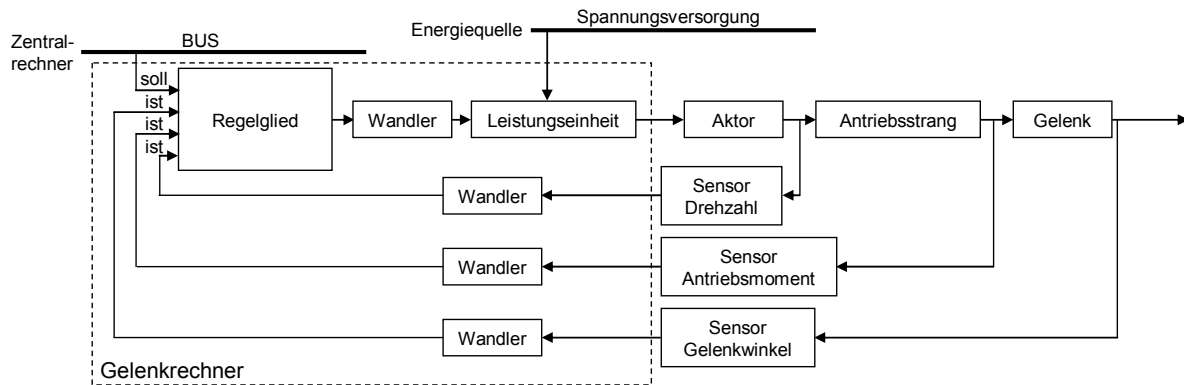 Spannungsversorgung
Energiequelle
Zentral-
rechner
BUS
soll
ist
ist
ist
Regelglied
Wandler
Leistungseinheit
Aktor
Antriebsstrang
Gelenk
Wandler
Sensor
Drehzahl
Wandler
Sensor
Antriebsmoment
Wandler
Sensor
Gelenkwinkel
Gelenkrechner